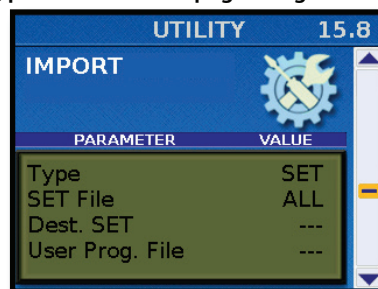 UTILITY 15.8
IMPORT
PARAMETER VALUE
Type SET
SET File ALL
Dest. SET ---
User Prog. File ---